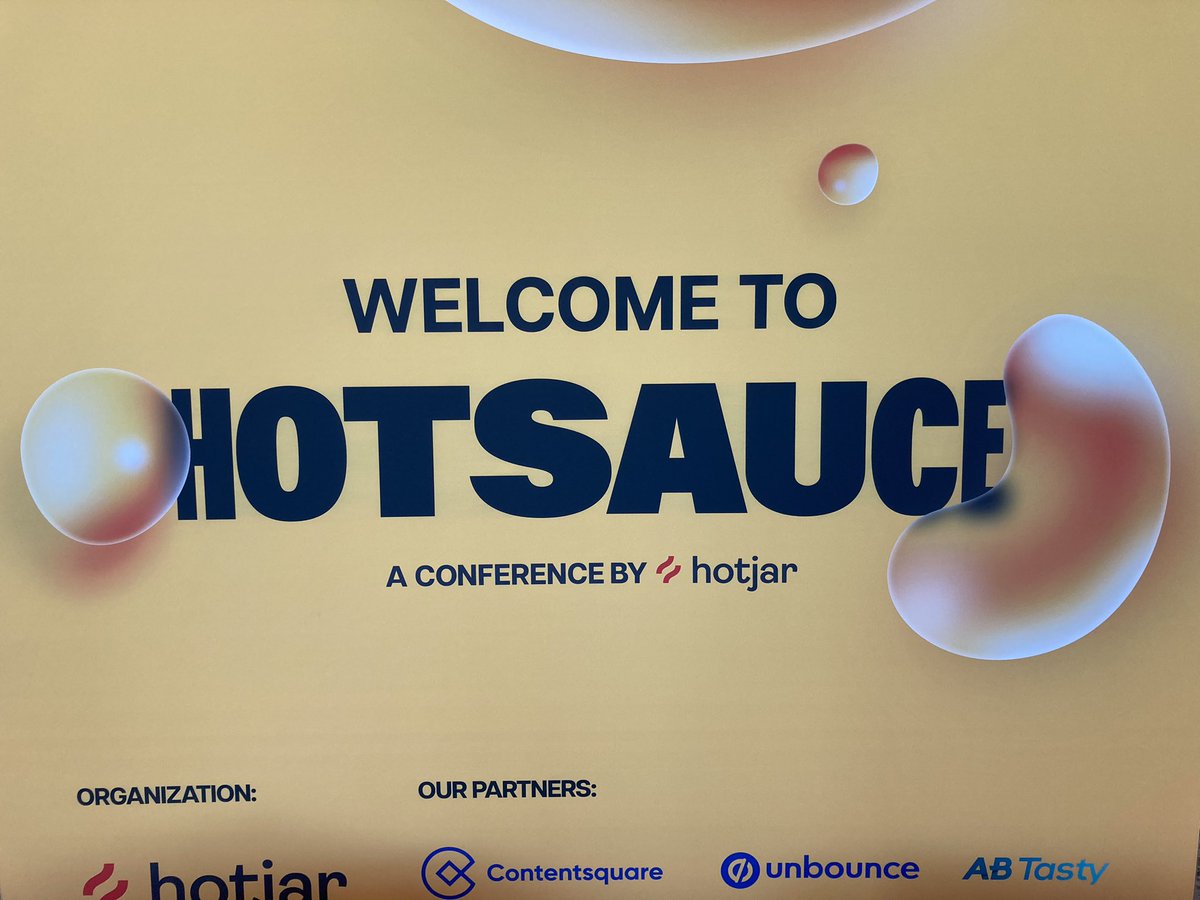 WELCOME TO
HOTSAUCE
A CONFERENCE BY hotjar
ORGANIZATION: OUR PARTNERS:
hotjar Contentsquare unbounce AB Tasty